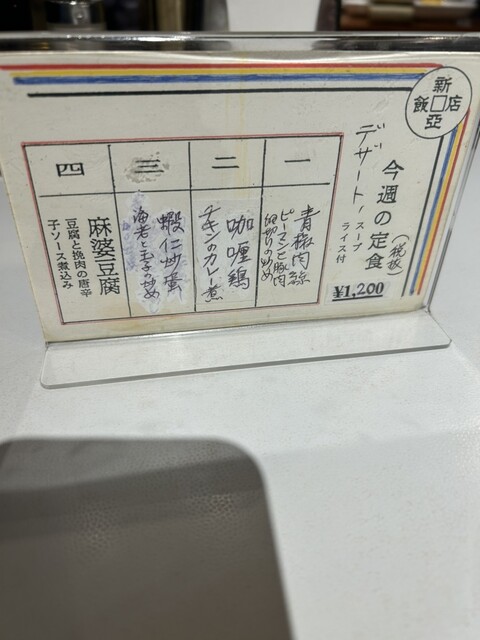 新亞飯店
今週の定食
(税抜)
¥1,200
デザート、スープ
ライス付
一
青椒肉絲
ピーマンと豚肉
細切りの炒め
二
咖喱鶏
チキンのカレー煮
三
蝦仁炒蛋
海老と玉子の炒め
四
麻婆豆腐
豆腐と挽肉の唐辛
子ソース煮込み